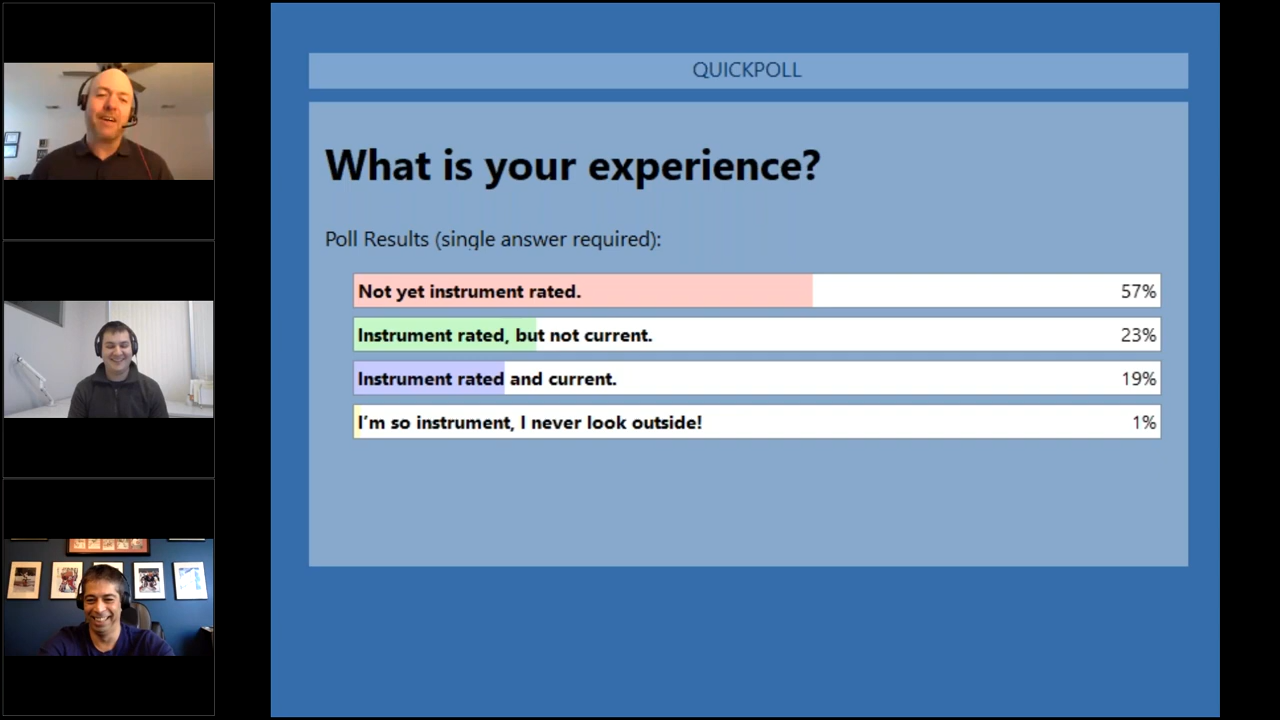 QUICKPOLL
What is your experience?
Poll Results (single answer required):
Not yet instrument rated. 57%
Instrument rated, but not current. 23%
Instrument rated and current. 19%
I’m so instrument, I never look outside! 1%